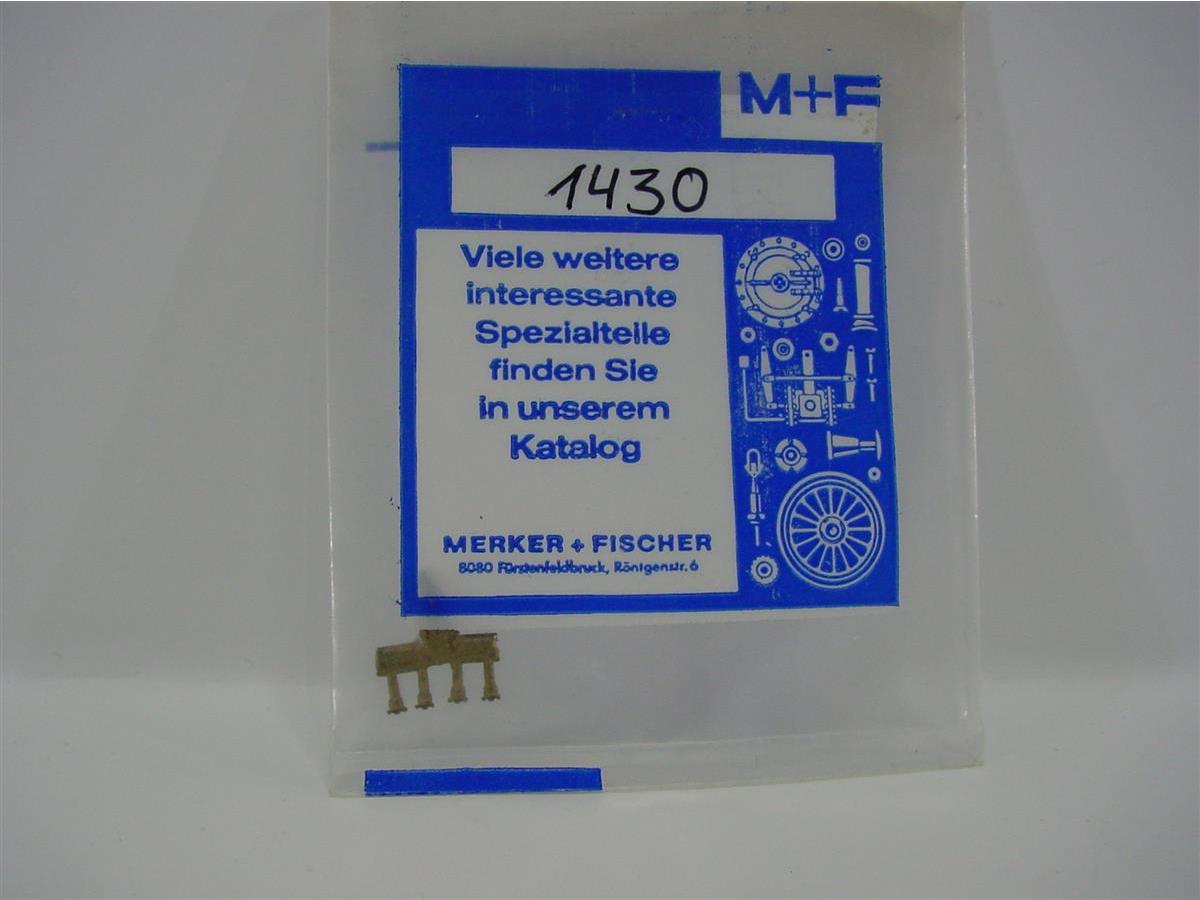 M+F
1430
Viele weitere
interessante
Spezialteile
finden Sie
in unserem
Katalog
MERKER + FISCHER
8080 Fürstenfeldbruck, Röntgenstr. 6